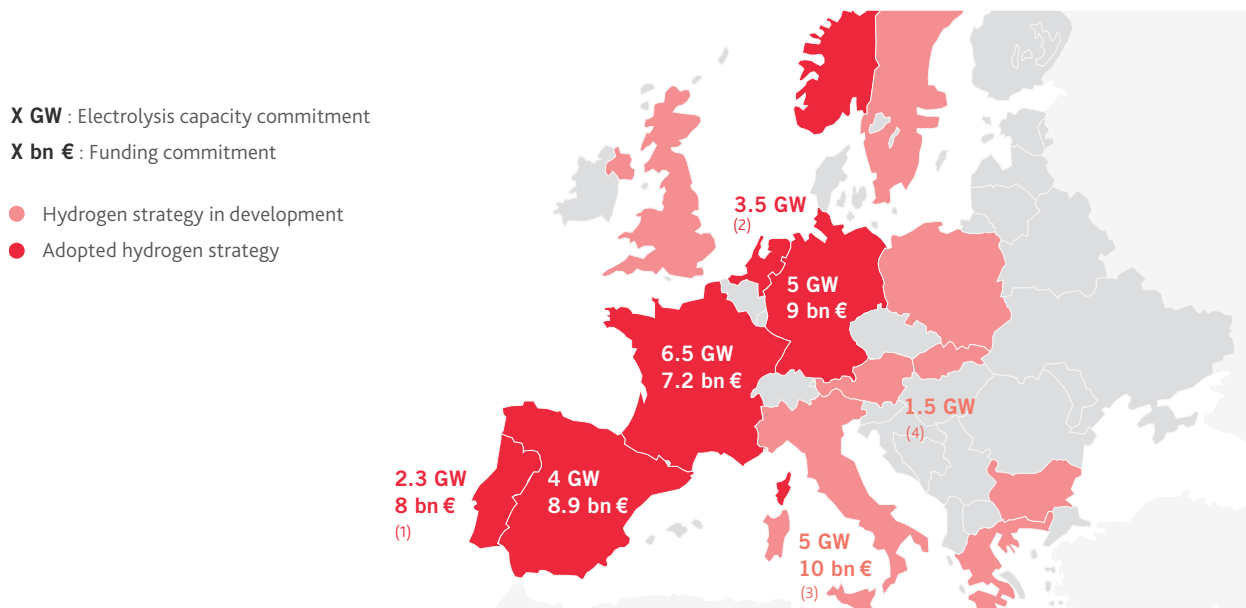 X GW : Electrolysis capacity commitment
X bn € : Funding commitment
Hydrogen strategy in development
Adopted hydrogen strategy
3.5 GW
(2)
5 GW
9 bn €
6.5 GW
7.2 bn €
1.5 GW
(4)
2.3 GW
8 bn €
(1)
4 GW
8.9 bn €
5 GW
10 bn €
(3)